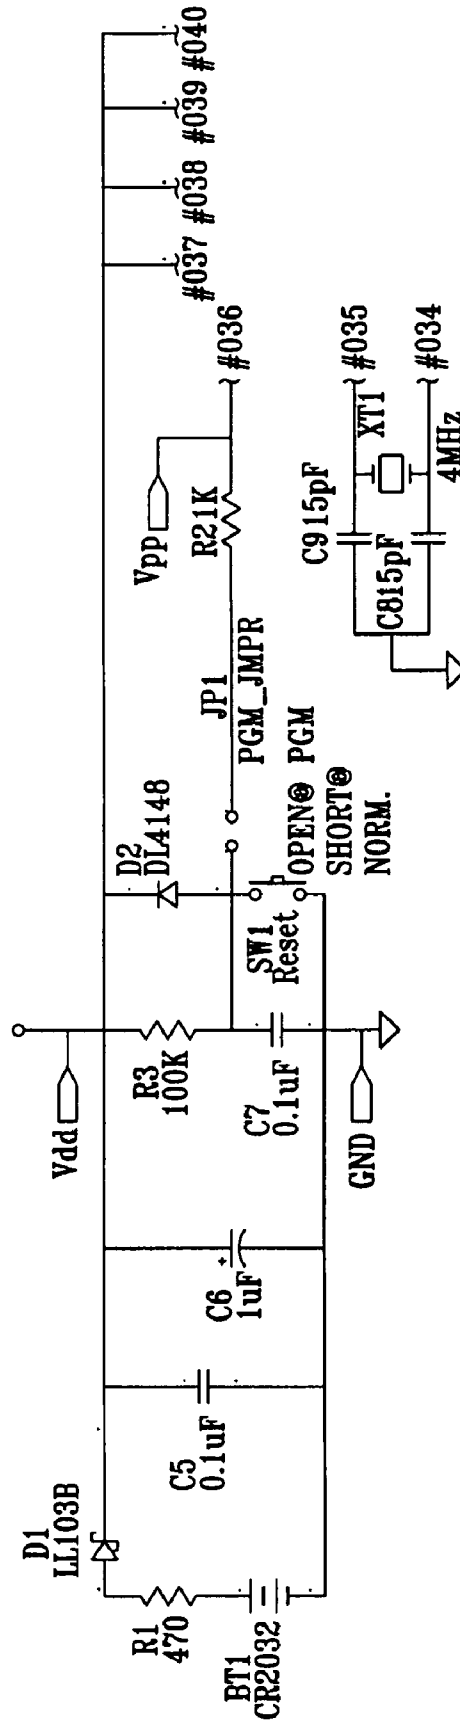 D1
LL103B
R1
470
BT1
CR2032
C5
0.1uF
C6
1uF
Vdd
R3
100K
C7
0.1uF
GND
D2
DL4148
SW1
Reset
JP1
PGM_JMPR
OPEN@ PGM
SHORT@
NORM.
Vpp
R21K
#036
#037
#038
#039
#040
C915pF
C815pF
XT1
4MHz
#035
#034